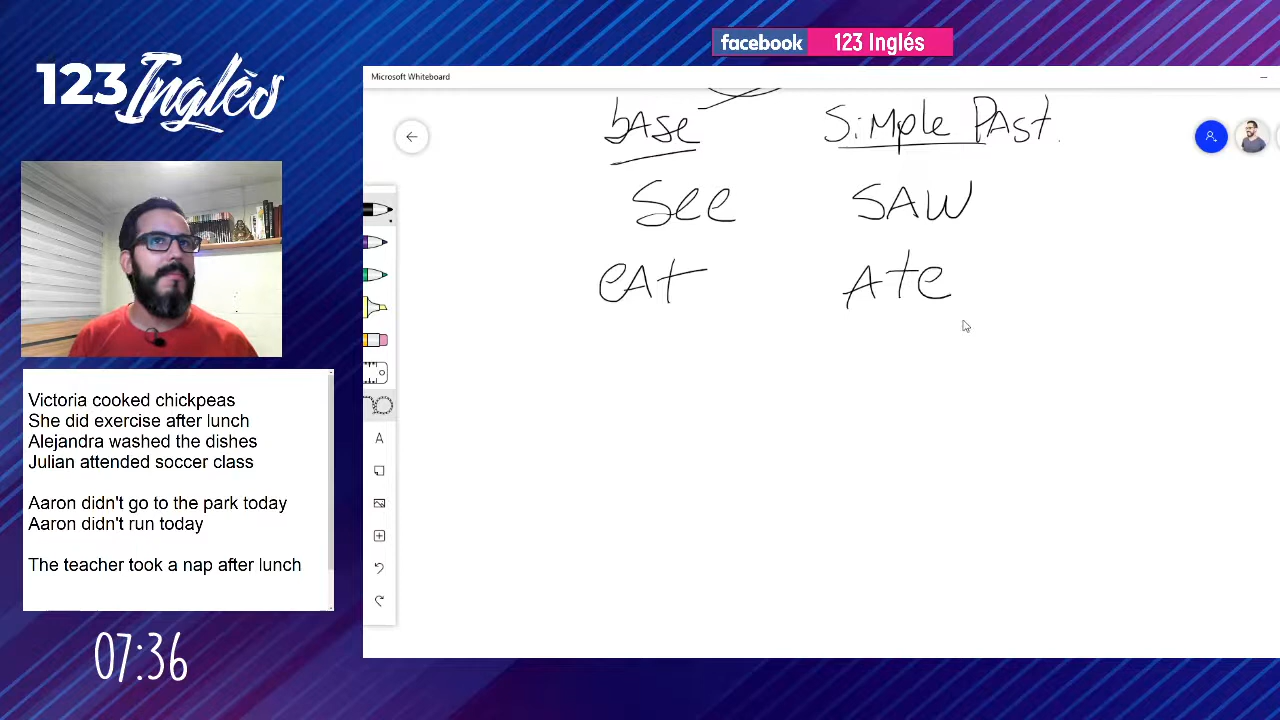 facebook 123 Inglés
123 Inglès
Microsoft Whiteboard
bAse SiMple PAst.
See SAW
eAt Ate
A
Victoria cooked chickpeas
She did exercise after lunch
Alejandra washed the dishes
Julian attended soccer class
Aaron didn't go to the park today
Aaron didn't run today
The teacher took a nap after lunch
07:36